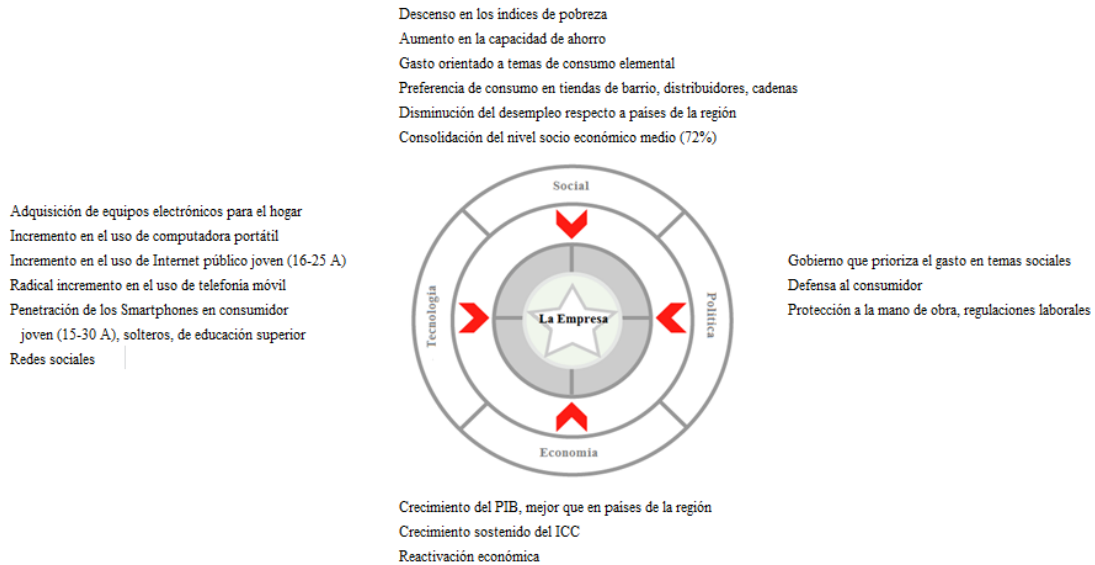 Descenso en los indices de pobreza
Aumento en la capacidad de ahorro
Gasto orientado a temas de consumo elemental
Preferencia de consumo en tiendas de barrio, distribuidores, cadenas
Disminución del desempleo respecto a países de la región
Consolidación del nivel socio económico medio (72%)
Social
Adquisición de equipos electrónicos para el hogar
Incremento en el uso de computadora portátil
Incremento en el uso de Internet público joven (16-25 A)
Radical incremento en el uso de telefonía móvil
Penetración de los Smartphones en consumidor
joven (15-30 A), solteros, de educación superior
Redes sociales
Tecnología
La Empresa
Política
Gobierno que prioriza el gasto en temas sociales
Defensa al consumidor
Protección a la mano de obra, regulaciones laborales
Economía
Crecimiento del PIB, mejor que en países de la región
Crecimiento sostenido del ICC
Reactivación económica